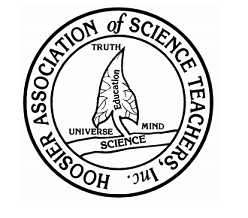 HOOSIER ASSOCIATION of SCIENCE TEACHERS, Inc.
TRUTH
Education
UNIVERSE
MIND
SCIENCE